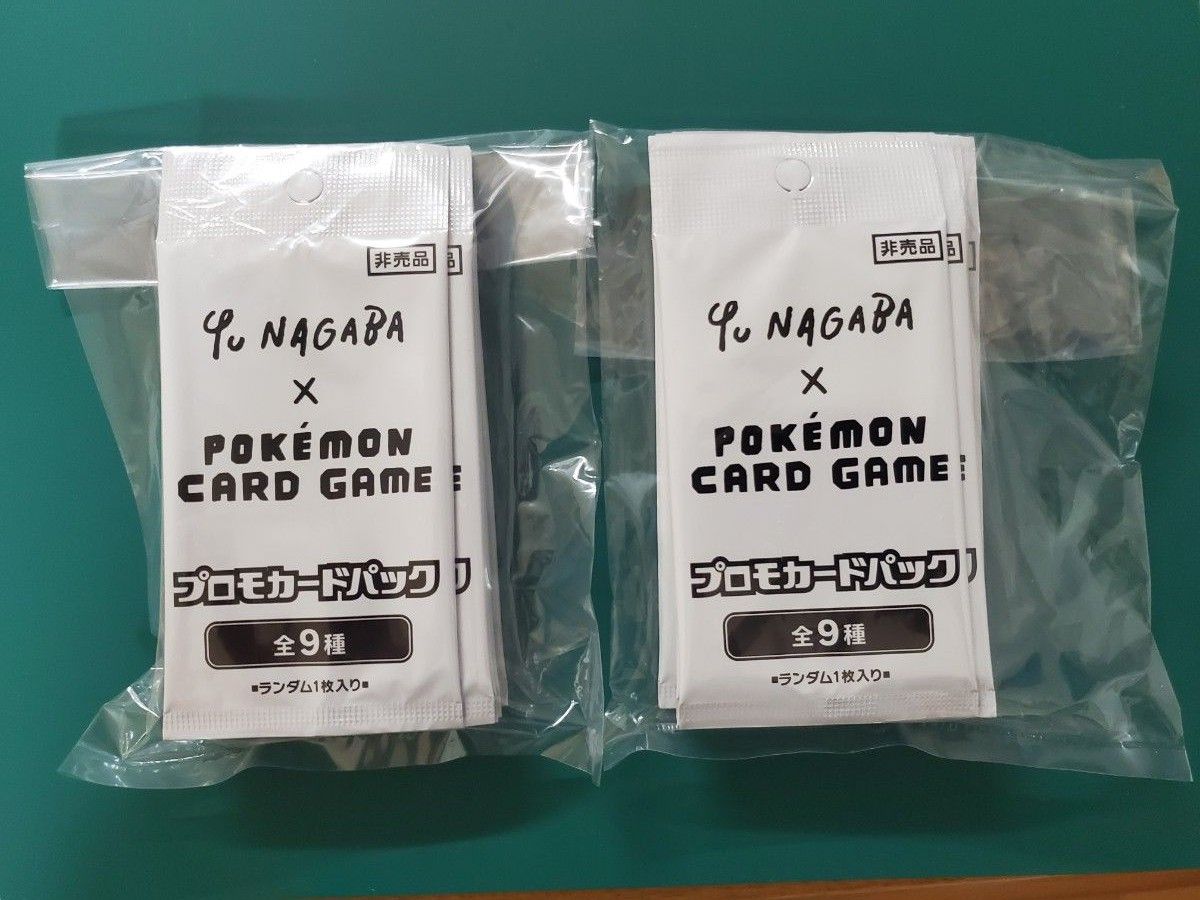 非売品
品
Yu NAGABA
×
POKÉMON
CARD GAME
プロモカードパック
全9種
■ランダム1枚入り■
非売品
品
Yu NAGABA
×
POKÉMON
CARD GAME
プロモカードパック
全9種
■ランダム1枚入り■